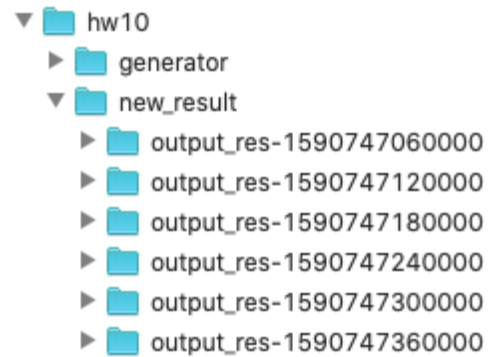 hw10
generator
new_result
output_res-1590747060000
output_res-1590747120000
output_res-1590747180000
output_res-1590747240000
output_res-1590747300000
output_res-1590747360000